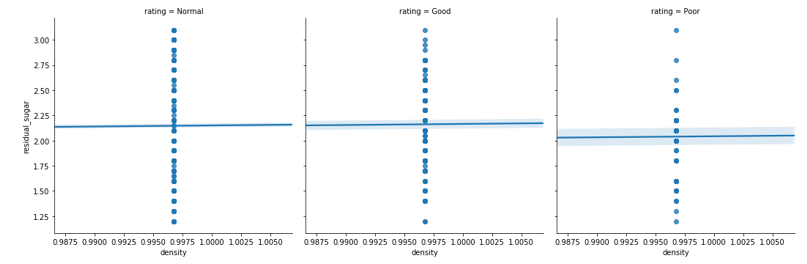 rating = Normal
rating = Good
rating = Poor
residual_sugar
3.00
2.75
2.50
2.25
2.00
1.75
1.50
1.25
0.9875 0.9900 0.9925 0.9950 0.9975 1.0000 1.0025 1.0050
0.9875 0.9900 0.9925 0.9950 0.9975 1.0000 1.0025 1.0050
0.9875 0.9900 0.9925 0.9950 0.9975 1.0000 1.0025 1.0050
density
density
density